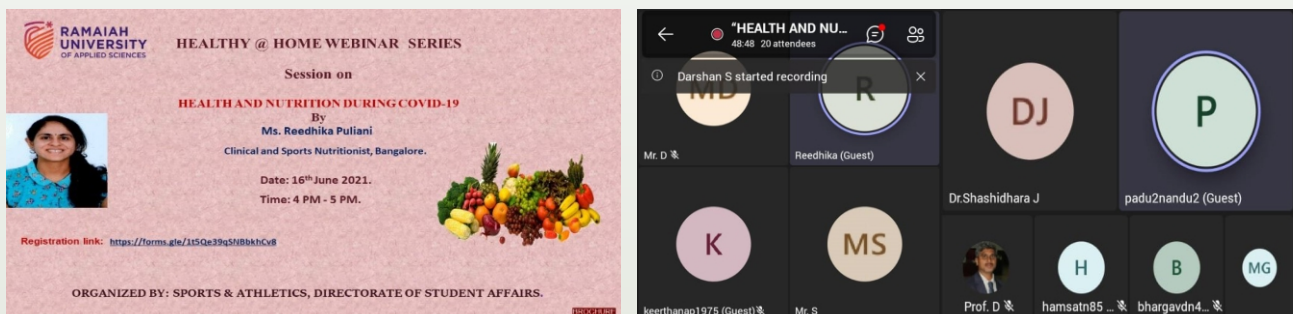 RAMAIAH
UNIVERSITY
OF APPLIED SCIENCES
HEALTHY @ HOME WEBINAR SERIES
Session on
HEALTH AND NUTRITION DURING COVID-19
By
Ms. Reedhika Puliani
Clinical and Sports Nutritionist, Bangalore.
Date: 16th June 2021.
Time: 4 PM - 5 PM.
Registration link: https://forms.gle/1t5Qe39qSNBbkhCv8
ORGANIZED BY: SPORTS & ATHLETICS, DIRECTORATE OF STUDENT AFFAIRS.
BROCHURE
"HEALTH AND NU...
48:48 20 attendees
Darshan S started recording
MD
R
Mr. D
Reedhika (Guest)
K
MS
keerthanap1975 (Guest)
Mr. S
DJ
P
Dr.Shashidhara J
padu2nandu2 (Guest)
H
B
MG
Prof. D
hamsatn85 ...
bhargavdn4...